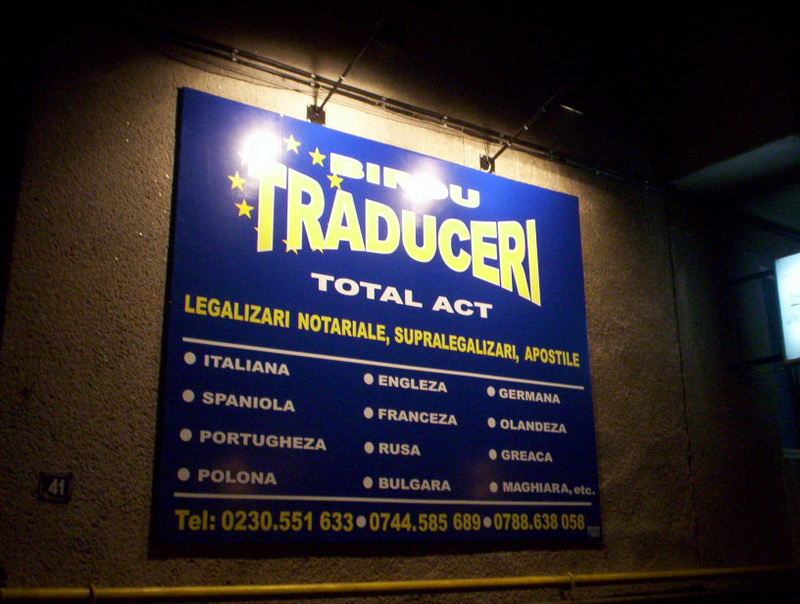 BIROU
TRADUCERI
TOTAL ACT
LEGALIZARI NOTARIALE, SUPRALEGALIZARI, APOSTILE
ITALIANA
SPANIOLA
PORTUGHEZA
POLONA
ENGLEZA
FRANCEZA
RUSA
BULGARA
GERMANA
OLANDEZA
GREACA
MAGHIARA, etc.
Tel: 0230.551 633 • 0744.585 689 • 0788.638 058
41